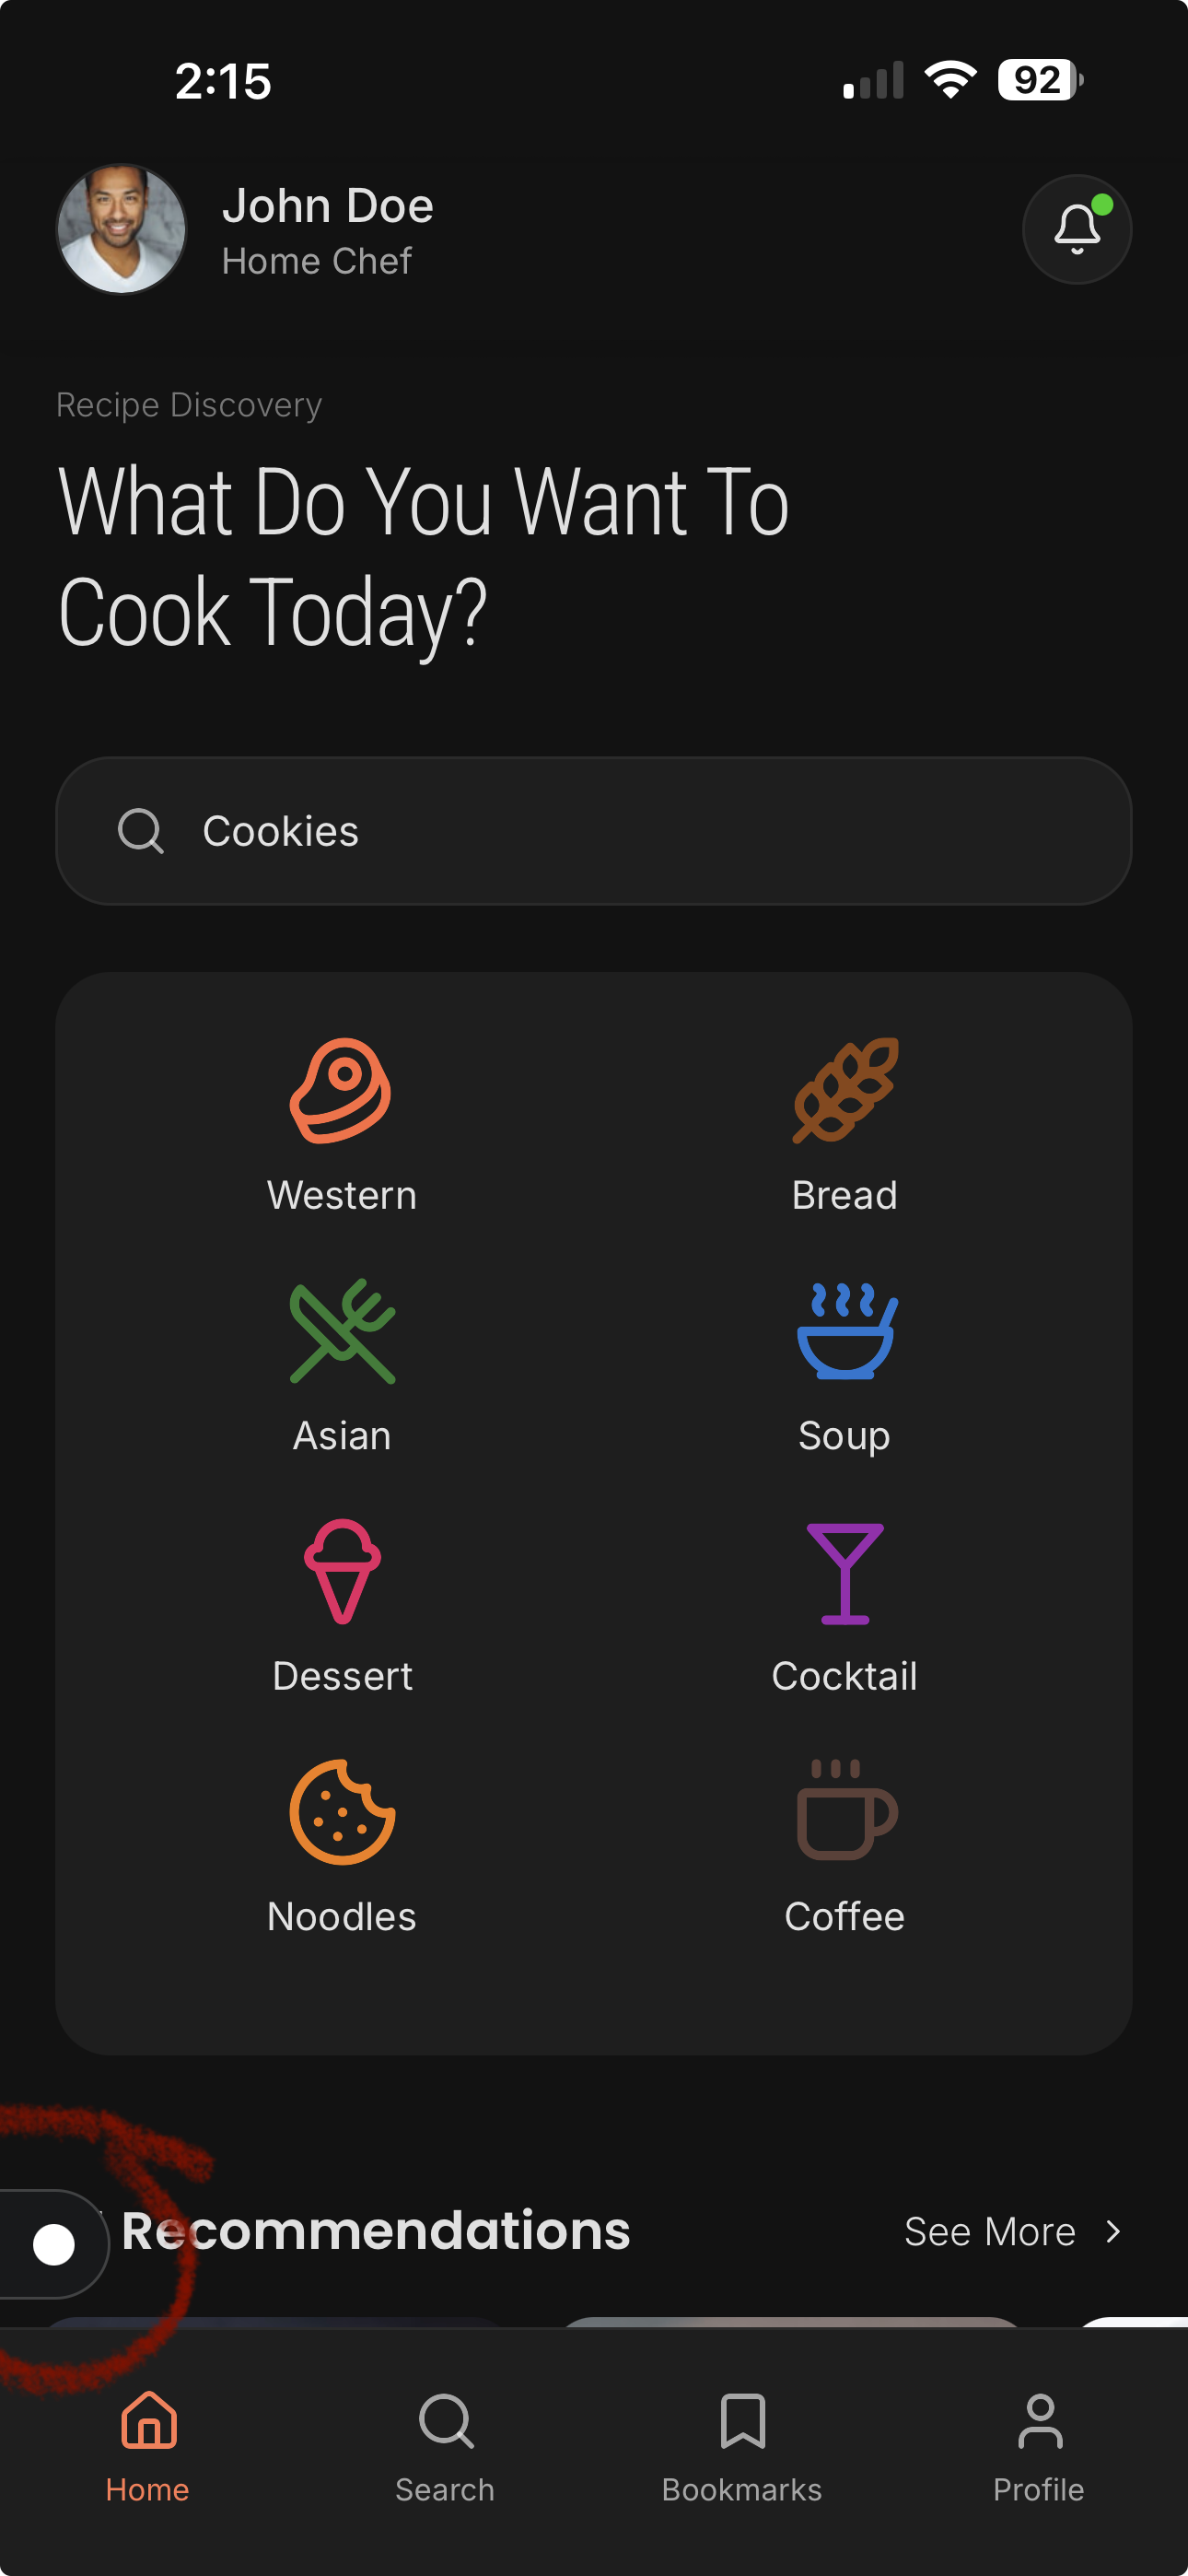 2:15
92
John Doe
Home Chef
Recipe Discovery
What Do You Want To
Cook Today?
Cookies
Western
Bread
Asian
Soup
Dessert
Cocktail
Noodles
Coffee
Recommendations
See More
Home
Search
Bookmarks
Profile